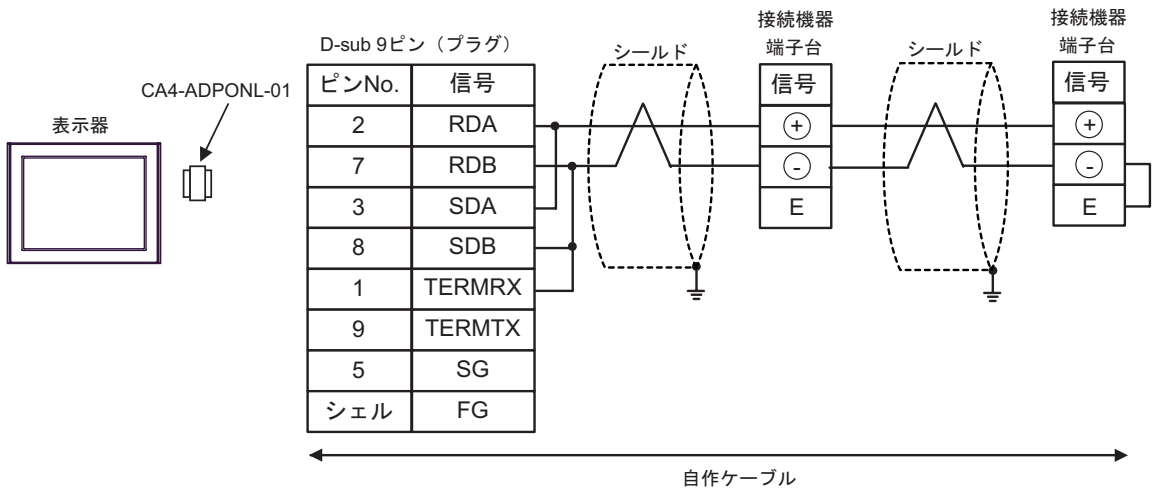 表示器
CA4-ADPONL-01
D-sub 9ピン（プラグ）
ピンNo. 信号
2 RDA
7 RDB
3 SDA
8 SDB
1 TERMRX
9 TERMTX
5 SG
シェル FG
シールド
接続機器
端子台
信号
+
-
E
シールド
接続機器
端子台
信号
+
-
E
自作ケーブル